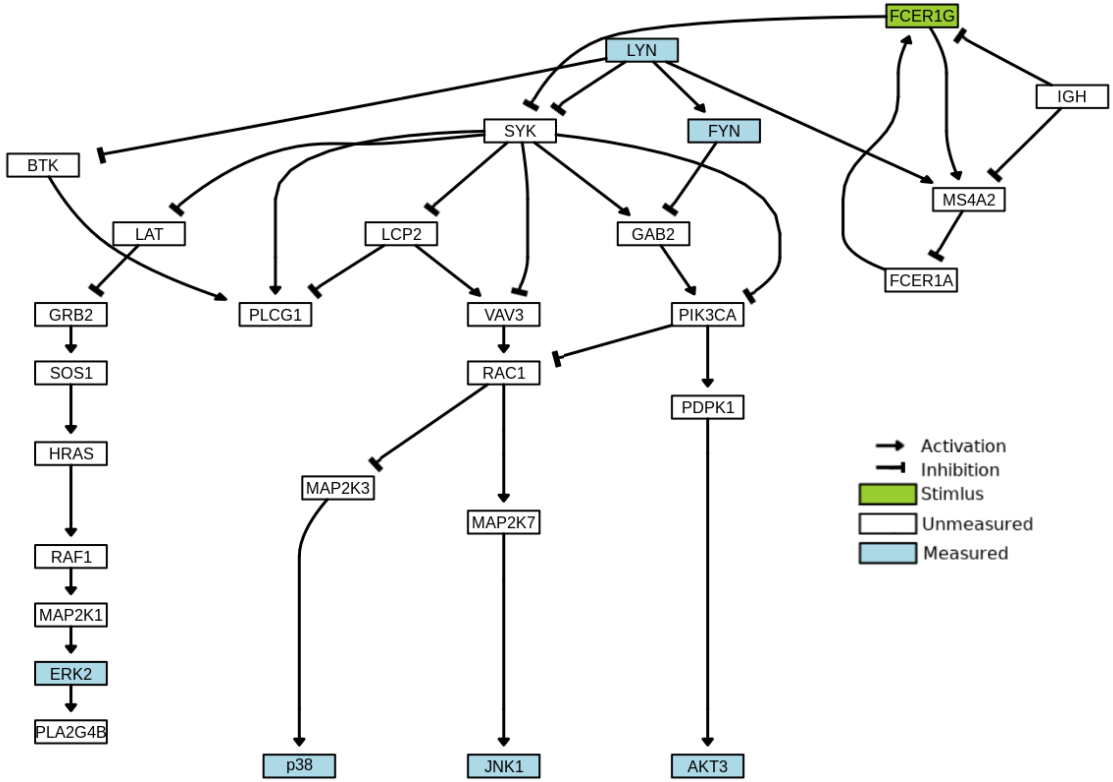 FCER1G
LYN
IGH
SYK
FYN
BTK
MS4A2
LAT
LCP2
GAB2
FCER1A
GRB2
PLCG1
VAV3
PIK3CA
SOS1
RAC1
PDPK1
HRAS
Activation
Inhibition
MAP2K3
Stimlus
MAP2K7
Unmeasured
RAF1
Measured
MAP2K1
ERK2
PLA2G4B
p38
JNK1
AKT3